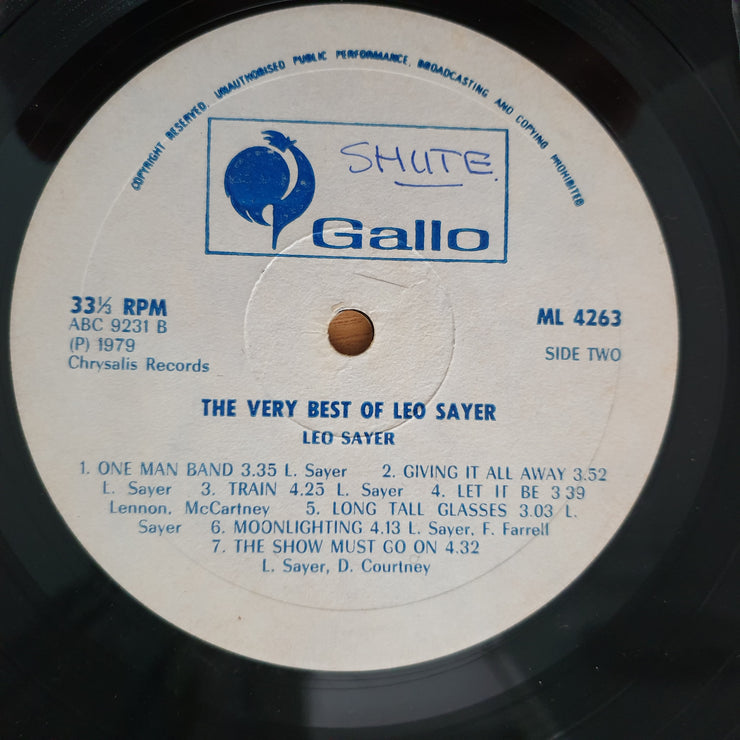 COPYRIGHT RESERVED. UNAUTHORISED PUBLIC PERFORMANCE, BROADCASTING AND COPYING PROHIBITED
SHUTE.
Gallo
33⅓ RPM
ABC 9231 B
(P) 1979
Chrysalis Records
ML 4263
SIDE TWO
THE VERY BEST OF LEO SAYER
LEO SAYER
1. ONE MAN BAND 3.35 L. Sayer 2. GIVING IT ALL AWAY 3.52
L. Sayer 3. TRAIN 4.25 L. Sayer 4. LET IT BE 3 39
Lennon, McCartney 5. LONG TALL GLASSES 3.03 L.
Sayer 6. MOONLIGHTING 4.13 L. Sayer, F. Farrell
7. THE SHOW MUST GO ON 4.32
L. Sayer, D. Courtney